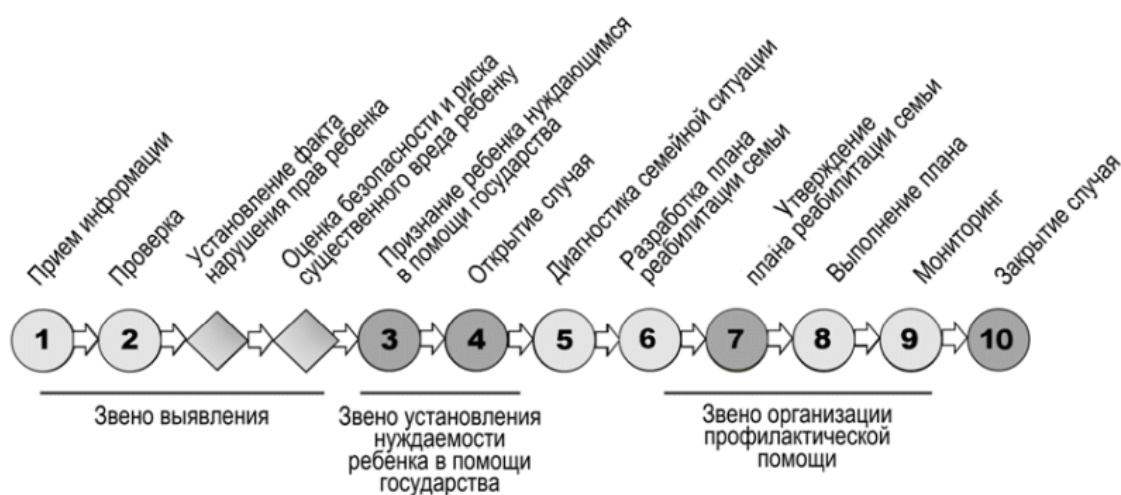 Прием информации
Проверка
Установление факта
нарушения прав ребенка
Оценка безопасности и риска
существенного вреда ребенку
Признание ребенка нуждающимся
в помощи государства
Открытие случая
Диагностика семейной ситуации
Разработка плана
реабилитации семьи
Утверждение
плана реабилитации семьи
Выполнение плана
Мониторинг
Закрытие случая
1 2 3 4 5 6 7 8 9 10
Звено выявления
Звено установления
нуждаемости
ребенка в помощи
государства
Звено организации
профилактической
помощи